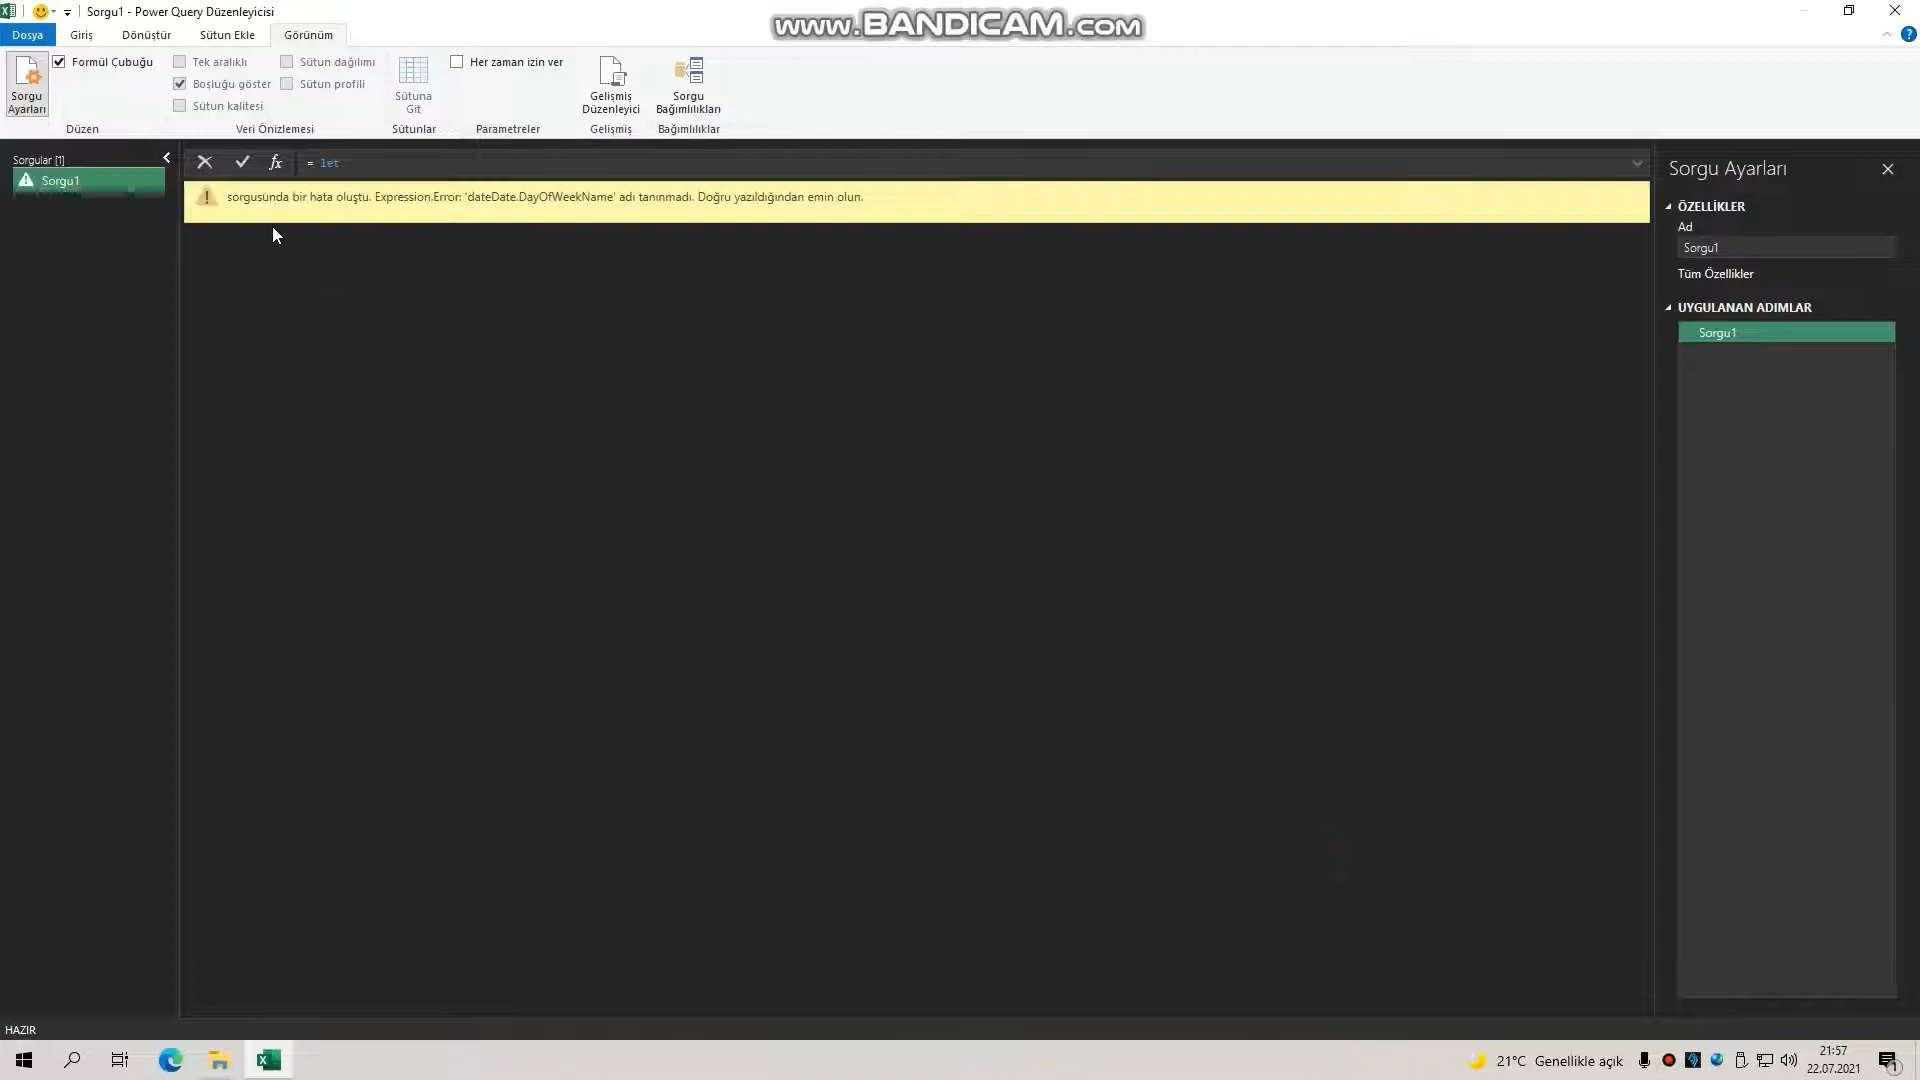 Sorgu1 - Power Query Düzenleyicisi
www.BANDICAM.com
Dosya
Giriş
Dönüştür
Sütun Ekle
Görünüm
Sorgu
Ayarları
Formül Çubuğu
Düzen
Tek aralıklı
Boşluğu göster
Sütun kalitesi
Sütun dağılımı
Sütun profili
Veri Önizlemesi
Sütuna
Git
Sütunlar
Her zaman izin ver
Parametreler
Gelişmiş
Düzenleyici
Gelişmiş
Sorgu
Bağımlılıkları
Bağımlılıklar
Sorgular [1]
Sorgu1
fx
= let
sorgusunda bir hata oluştu. Expression.Error: 'dateDate.DayOfWeekName' adı tanınmadı. Doğru yazıldığından emin olun.
Sorgu Ayarları
ÖZELLİKLER
Ad
Sorgu1
Tüm Özellikler
UYGULANAN ADIMLAR
Sorgu1
HAZIR
21°C Genellikle açık
21:57
22.07.2021
1